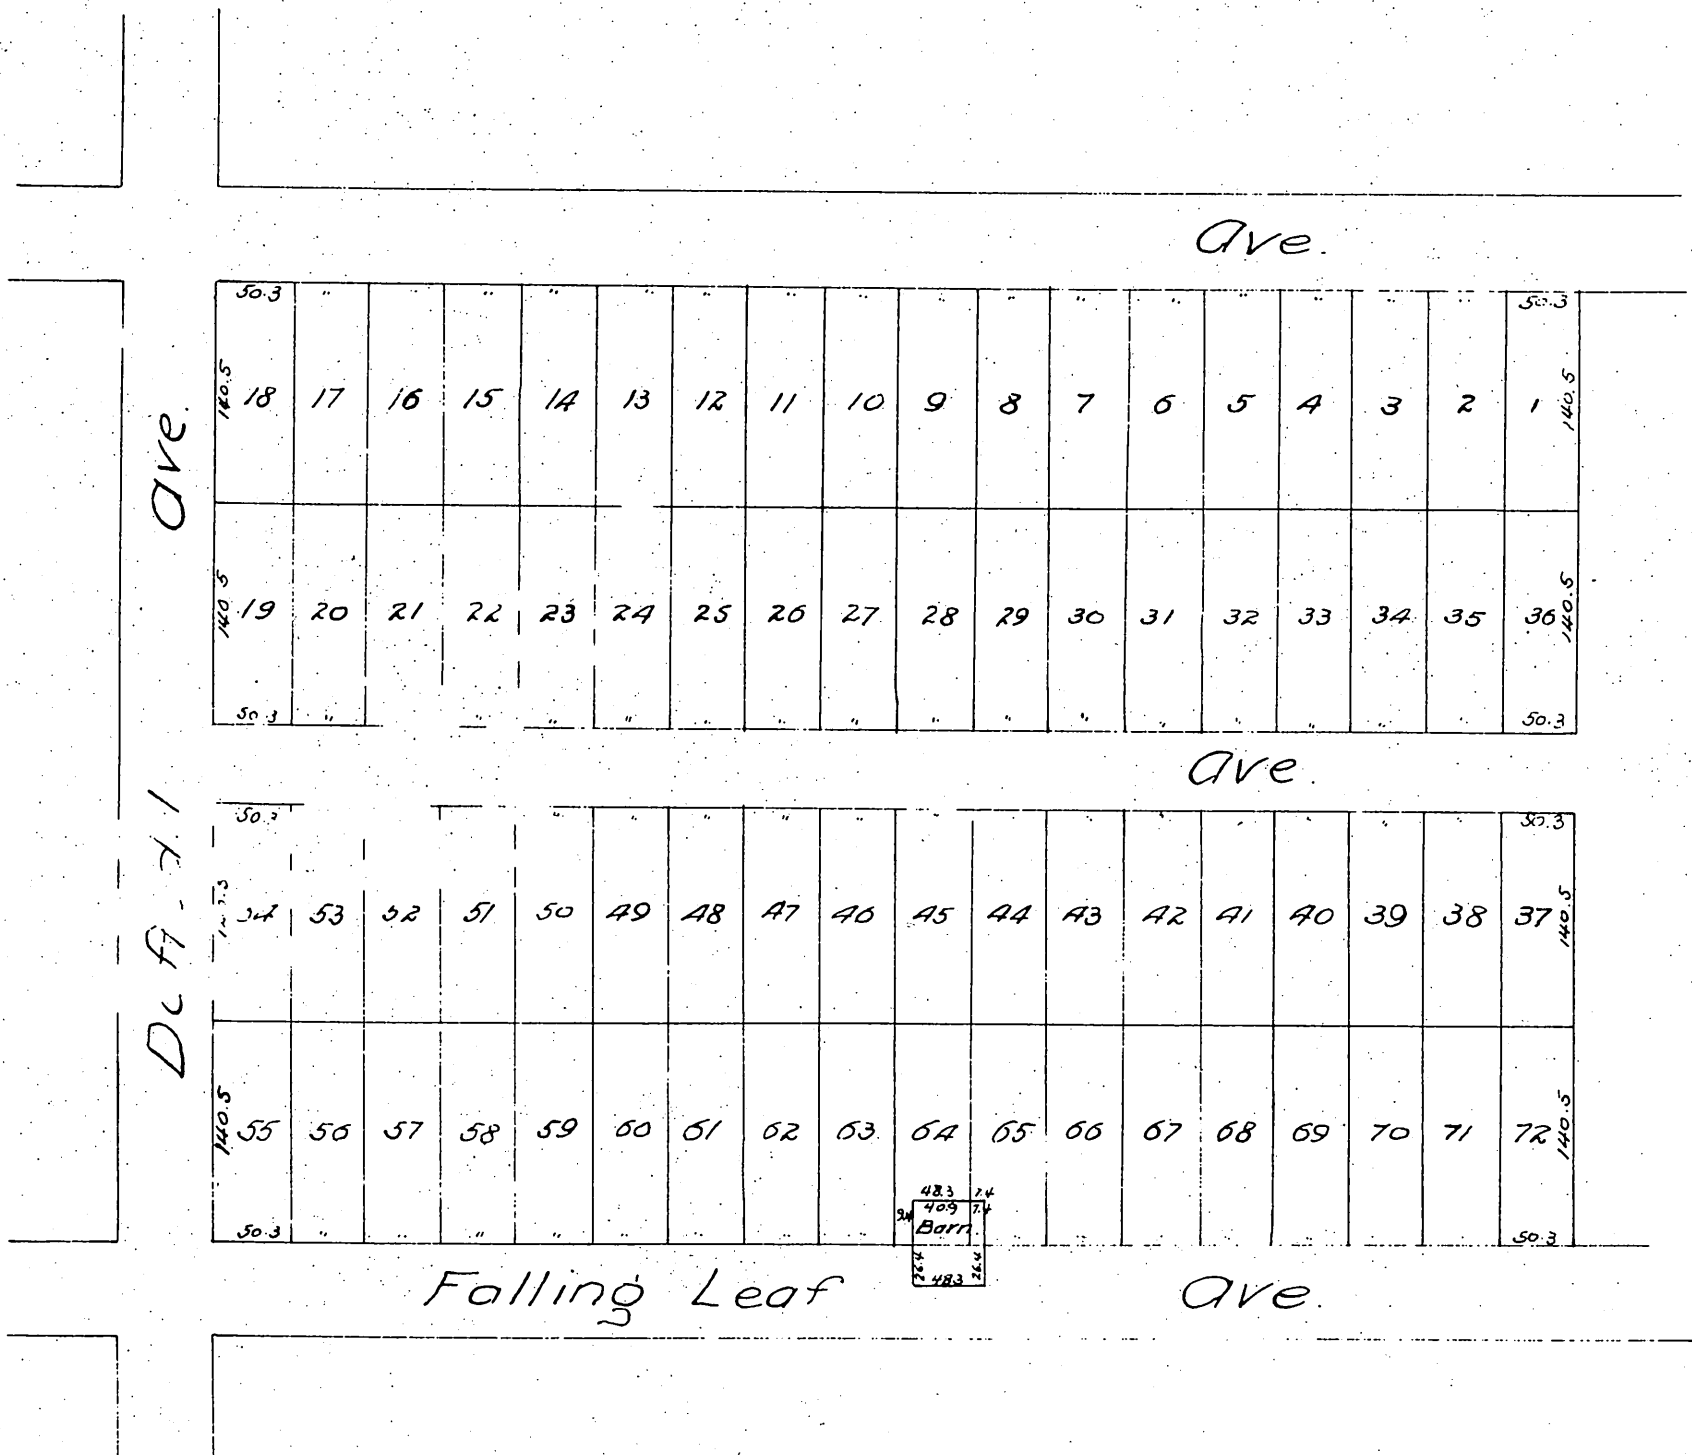 Ave.
50.3 " " " " " " " " " " " " " " " 50.3
140.5 18 17 16 15 14 13 12 11 10 9 8 7 6 5 4 3 2 1 140.5
Ave.
140.5 19 20 21 22 23 24 25 26 27 28 29 30 31 32 33 34 35 36 140.5
50.3 " " " " " " " " " " " " " " " 50.3
Ave.
50.3 " " " " " " " " " " " " 50.3
53 52 51 50 49 48 47 46 45 44 43 42 41 40 39 38 37 140.5
140.5 55 56 57 58 59 60 61 62 63 64 65 66 67 68 69 70 71 72 140.5
48.3 7.4
9.4 40.9 7.4
Barn
50.3 " " " " " " " " " " " " " " 50.3
26.4 48.3 26.4
Falling Leaf Ave.